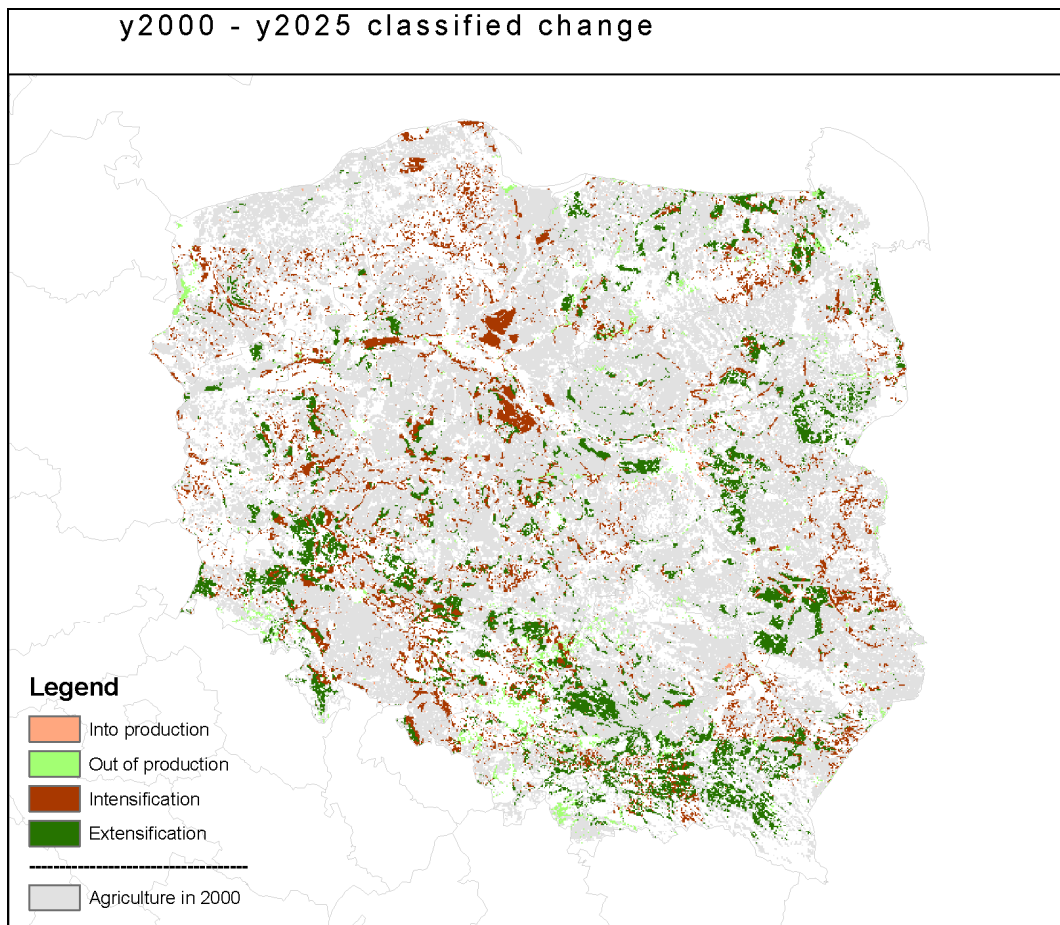 y2000 - y2025 classified change
Legend
Into production
Out of production
Intensification
Extensification
Agriculture in 2000